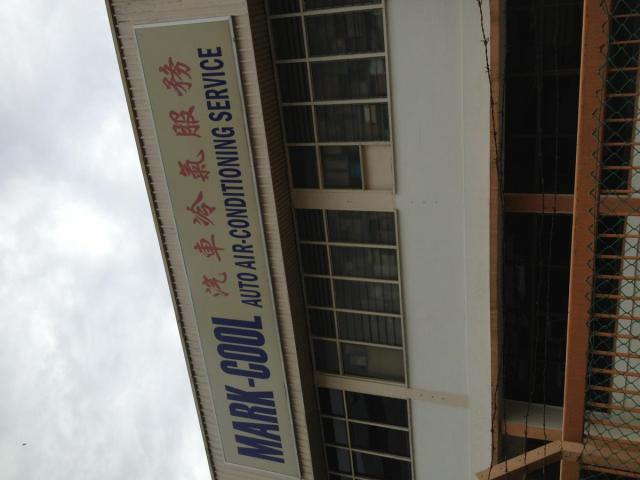 MARK-COOL 汽車冷氣服務
AUTO AIR-CONDITIONING SERVICE